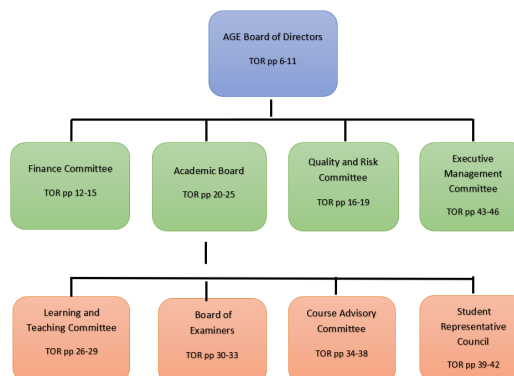 AGE Board of Directors
TOR pp 6-11
Finance Committee
TOR pp 12-15
Academic Board
TOR pp 20-25
Quality and Risk
Committee
TOR pp 16-19
Executive
Management
Committee
TOR pp 43-46
Learning and
Teaching Committee
TOR pp 26-29
Board of
Examiners
TOR pp 30-33
Course Advisory
Committee
TOR pp 34-38
Student
Representative
Council
TOR pp 39-42